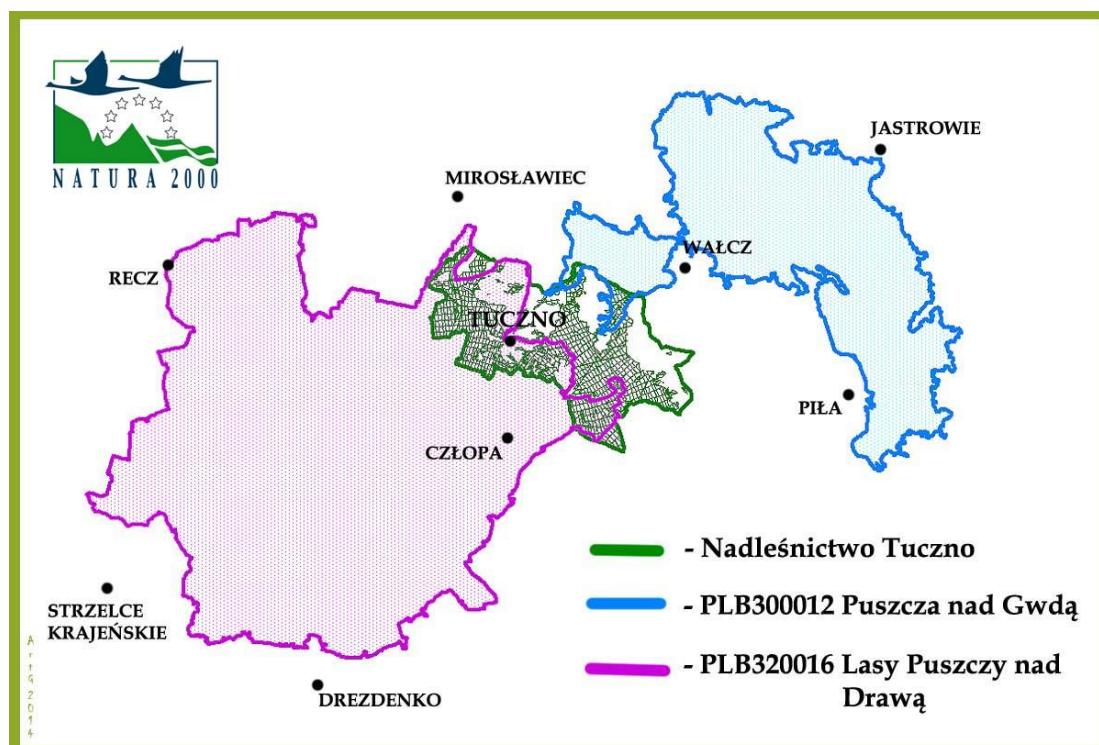 NATURA 2000
JASTROWIE
MIROSŁAWIEC
WAŁCZ
RECZ
TUCZNO
PIŁA
CZŁOPA
- Nadleśnictwo Tuczno
- PLB300012 Puszcza nad Gwdą
STRZELCE
KRAJEŃSKIE
- PLB320016 Lasy Puszczy nad
Drawą
DREZDENKO
ArtG2014